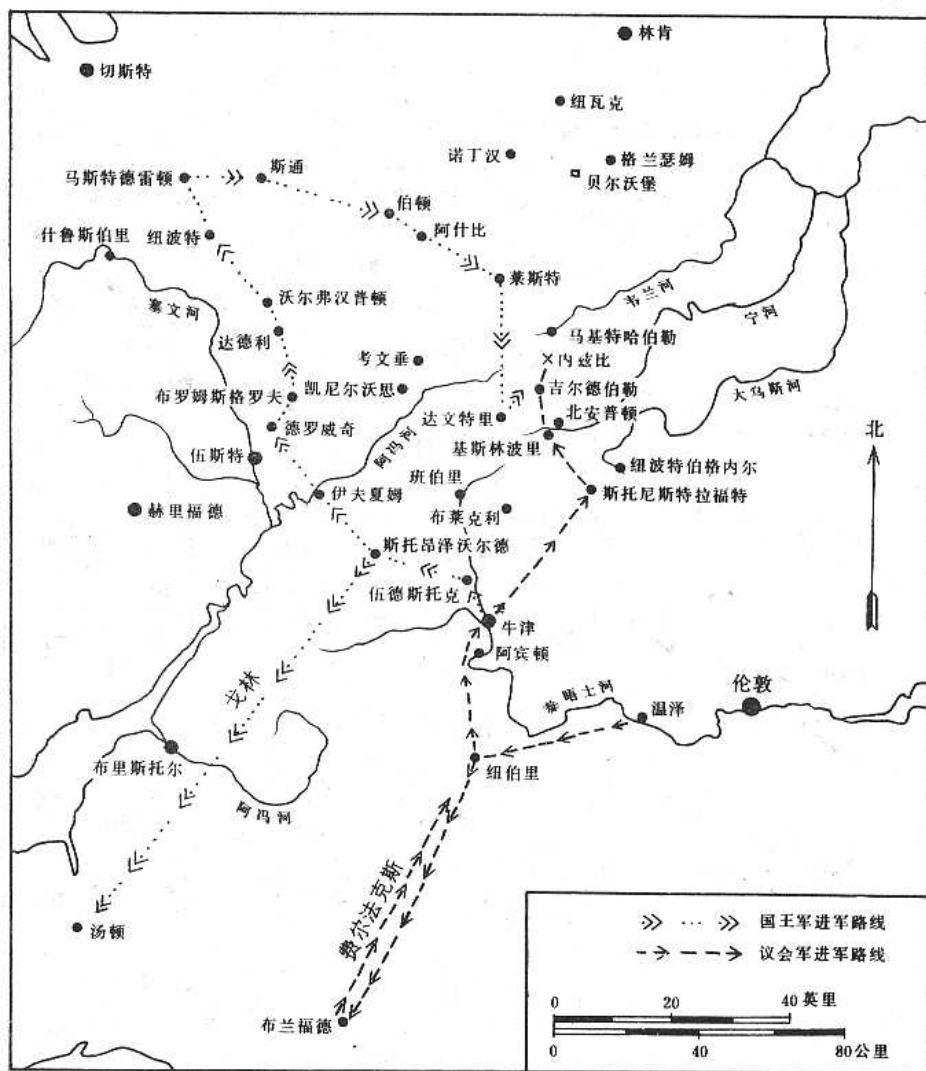 林肯
切斯特
纽瓦克
诺丁汉
格兰瑟姆
贝尔沃堡
马斯特德雷顿
斯通
伯顿
阿什比
什鲁斯伯里
纽波特
莱斯特
塞文河
沃尔弗汉普顿
韦兰河
宁河
达德利
马基特哈伯勒
考文垂
内兹比
大乌斯河
布罗姆斯格罗夫
凯尼尔沃思
吉尔德伯勒
德罗威奇
阿冯河
达文特里
北安普顿
北
伍斯特
基斯林波里
纽波特伯格内尔
班伯里
伊夫夏姆
斯托尼斯特拉福特
赫里福德
布莱克利
斯托昂泽沃尔德
伍德斯托克
牛津
阿宾顿
戈林
泰晤士河
温泽
伦敦
布里斯托尔
纽伯里
阿冯河
费尔法克斯
汤顿
布兰福德
国王军进军路线
议会军进军路线
0 20 40 英里
0 40 80 公里